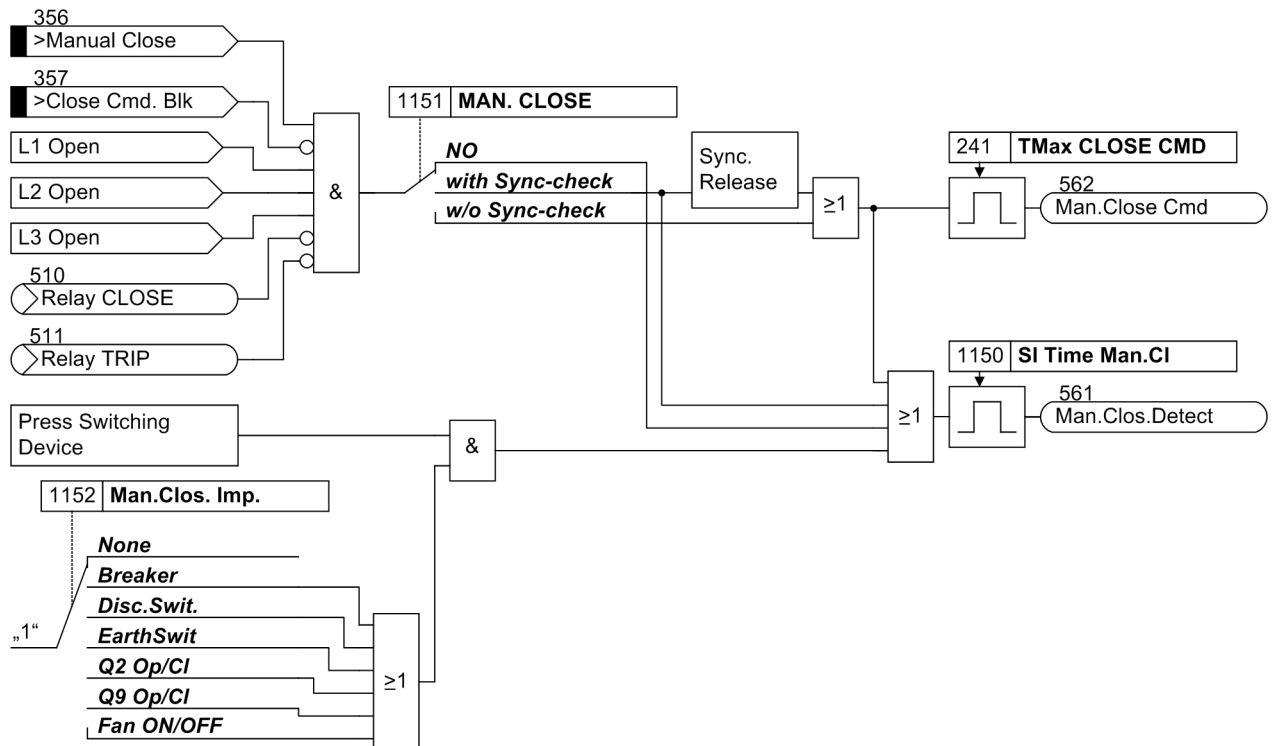 356
>Manual Close
357
>Close Cmd. Blk
L1 Open
L2 Open
L3 Open
510
Relay CLOSE
511
Relay TRIP
&
1151 MAN. CLOSE
NO
with Sync-check
w/o Sync-check
Sync.
Release
≥1
241 TMax CLOSE CMD
562
Man.Close Cmd
1150 SI Time Man.Cl
561
Man.Clos.Detect
≥1
Press Switching
Device
&
1152 Man.Clos. Imp.
None
Breaker
Disc.Swit.
EarthSwit
Q2 Op/Cl
Q9 Op/Cl
Fan ON/OFF
„1“
≥1